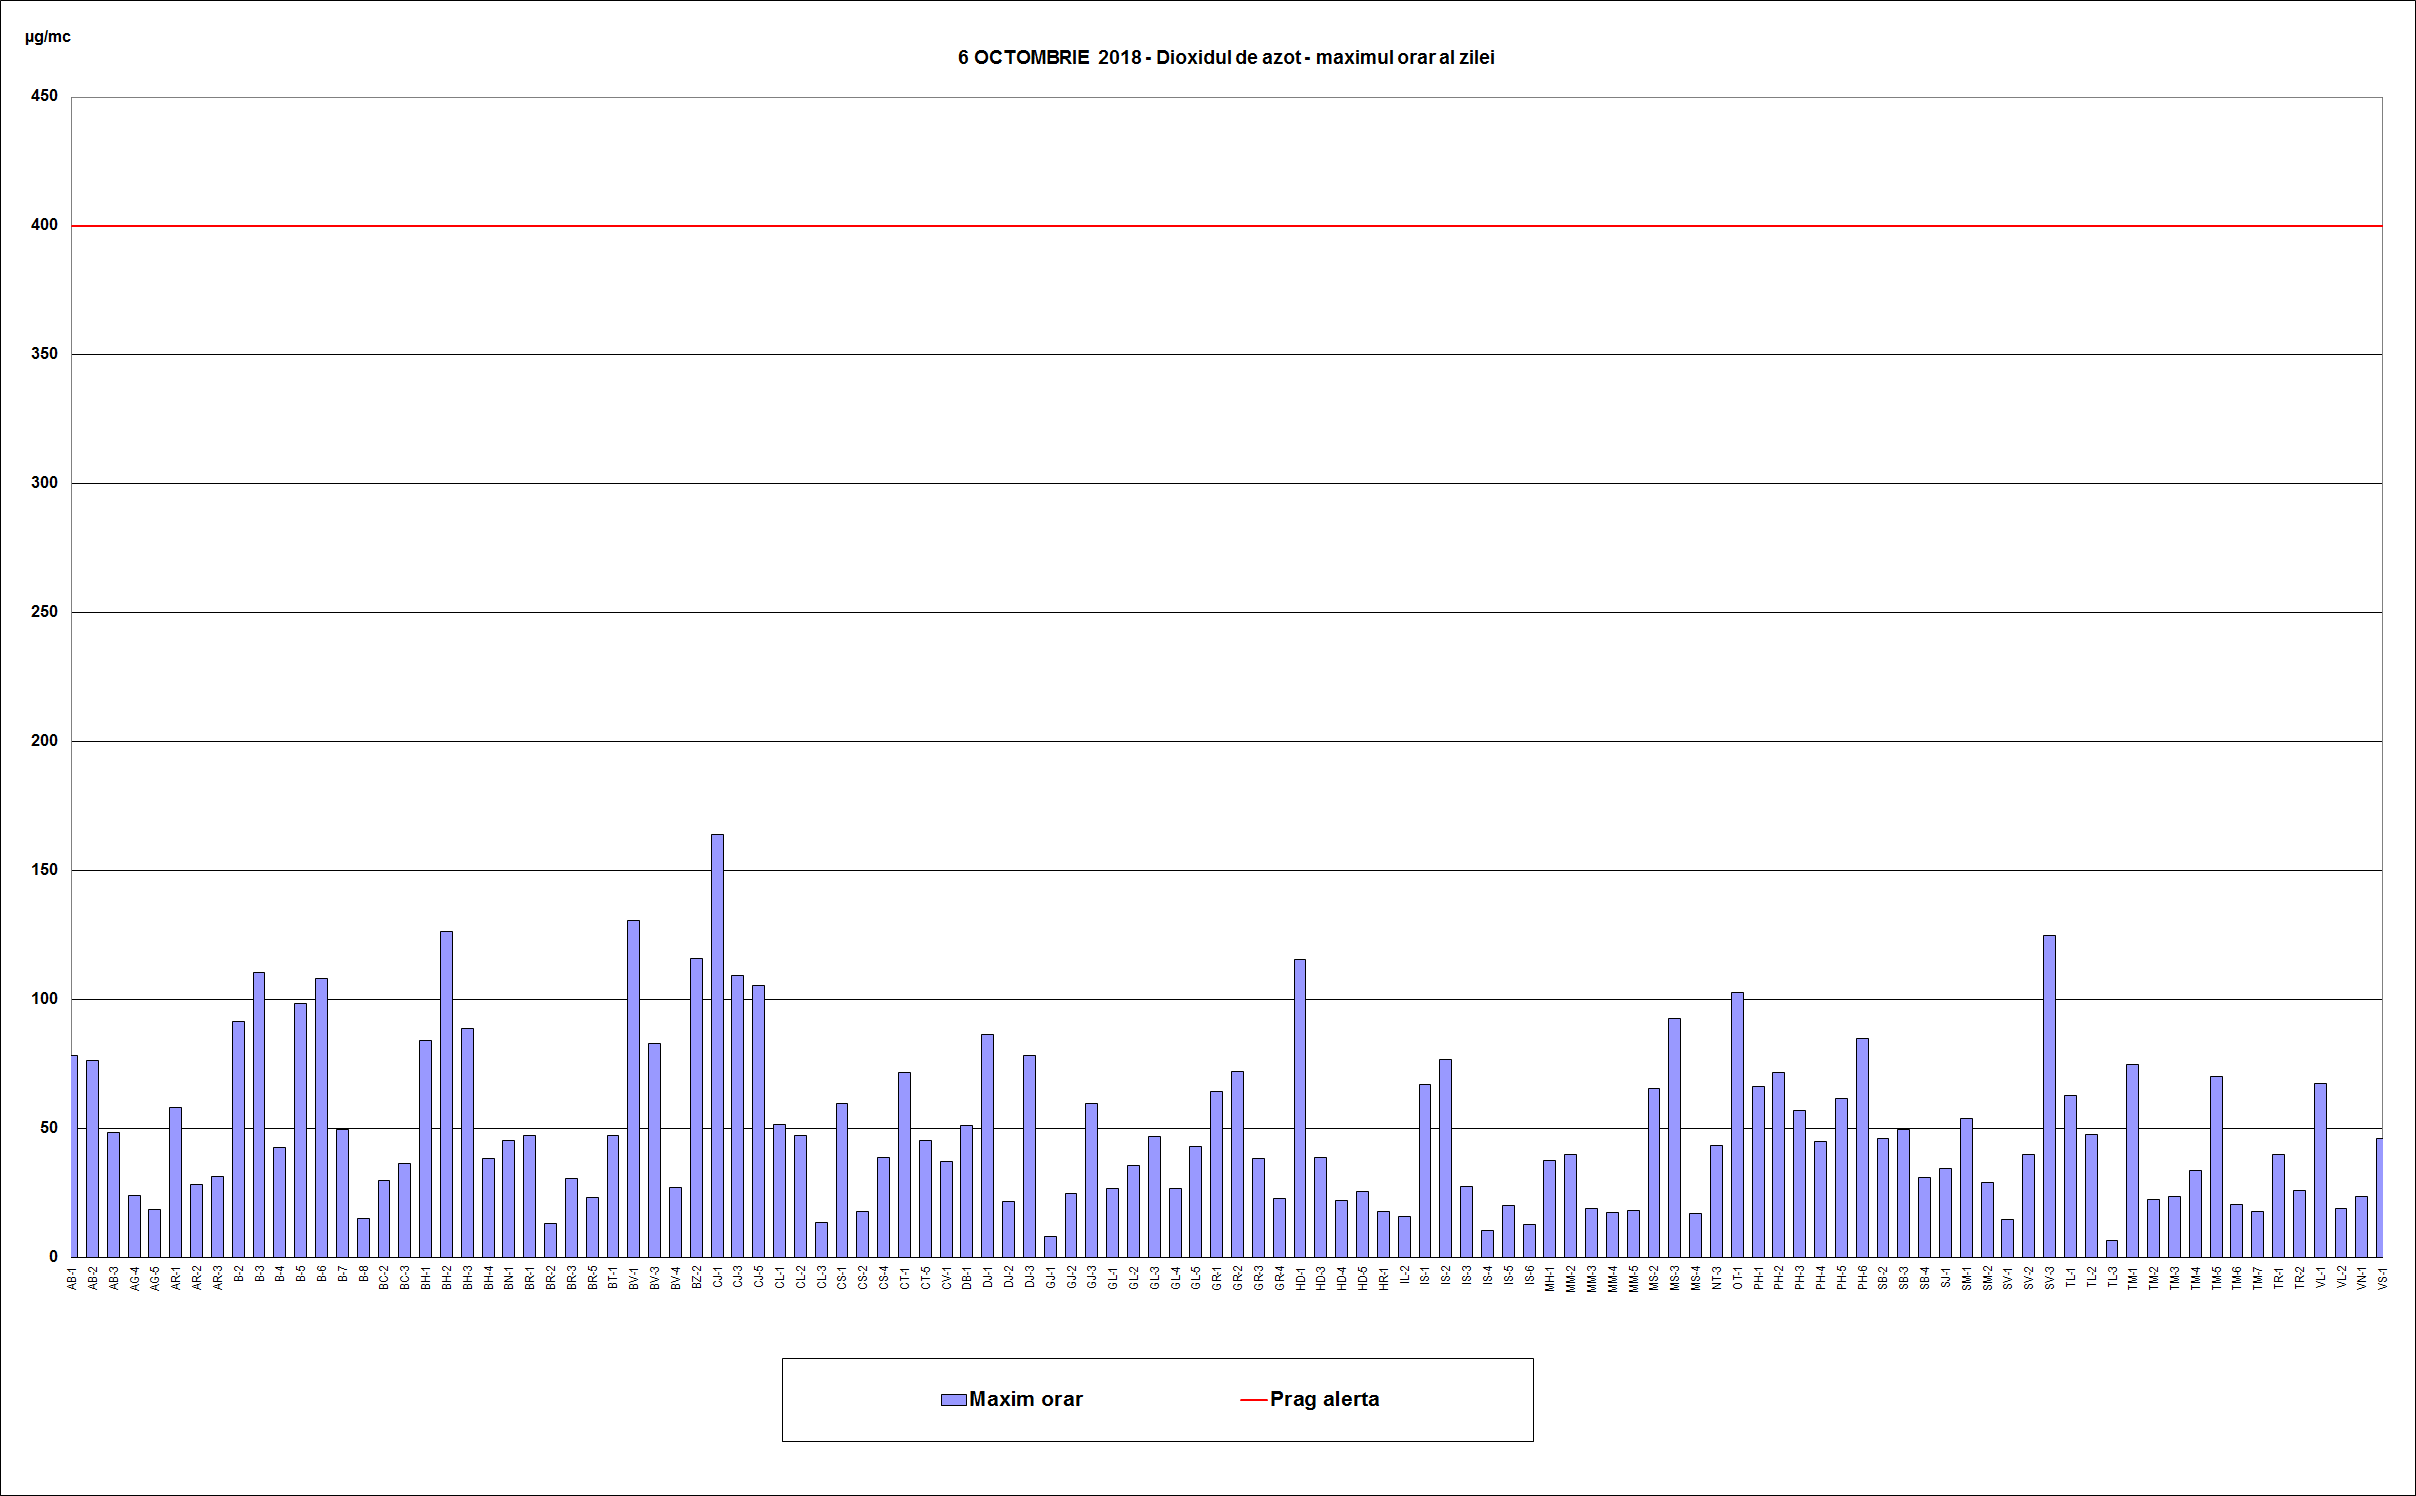 µg/mc
6 OCTOMBRIE 2018 - Dioxidul de azot - maximul orar al zilei
450
400
350
300
250
200
150
100
50
0
AB-1 AB-2 AB-3 AG-4 AG-5 AR-1 AR-2 AR-3 B-2 B-3 B-4 B-5 B-6 B-7 B-8 BC-2 BC-3 BH-1 BH-2 BH-3 BH-4 BN-1 BR-1 BR-2 BR-3 BR-5 BT-1 BV-1 BV-3 BV-4 BZ-2 CJ-1 CJ-3 CJ-5 CL-1 CL-2 CL-3 CS-1 CS-2 CS-4 CT-1 CT-5 CV-1 DB-1 DJ-1 DJ-2 DJ-3 GJ-1 GJ-2 GJ-3 GL-1 GL-2 GL-3 GL-4 GL-5 GR-1 GR-2 GR-3 GR-4 HD-1 HD-3 HD-4 HD-5 HR-1 IL-2 IS-1 IS-2 IS-3 IS-4 IS-5 IS-6 MH-1 MM-2 MM-3 MM-4 MM-5 MS-2 MS-3 MS-4 NT-3 OT-1 PH-1 PH-2 PH-3 PH-4 PH-5 PH-6 SB-2 SB-3 SB-4 SJ-1 SM-1 SM-2 SV-1 SV-2 SV-3 TL-1 TL-2 TL-3 TM-1 TM-2 TM-3 TM-4 TM-5 TM-6 TM-7 TR-1 TR-2 VL-1 VL-2 VN-1 VS-1
Maxim orar Prag alerta